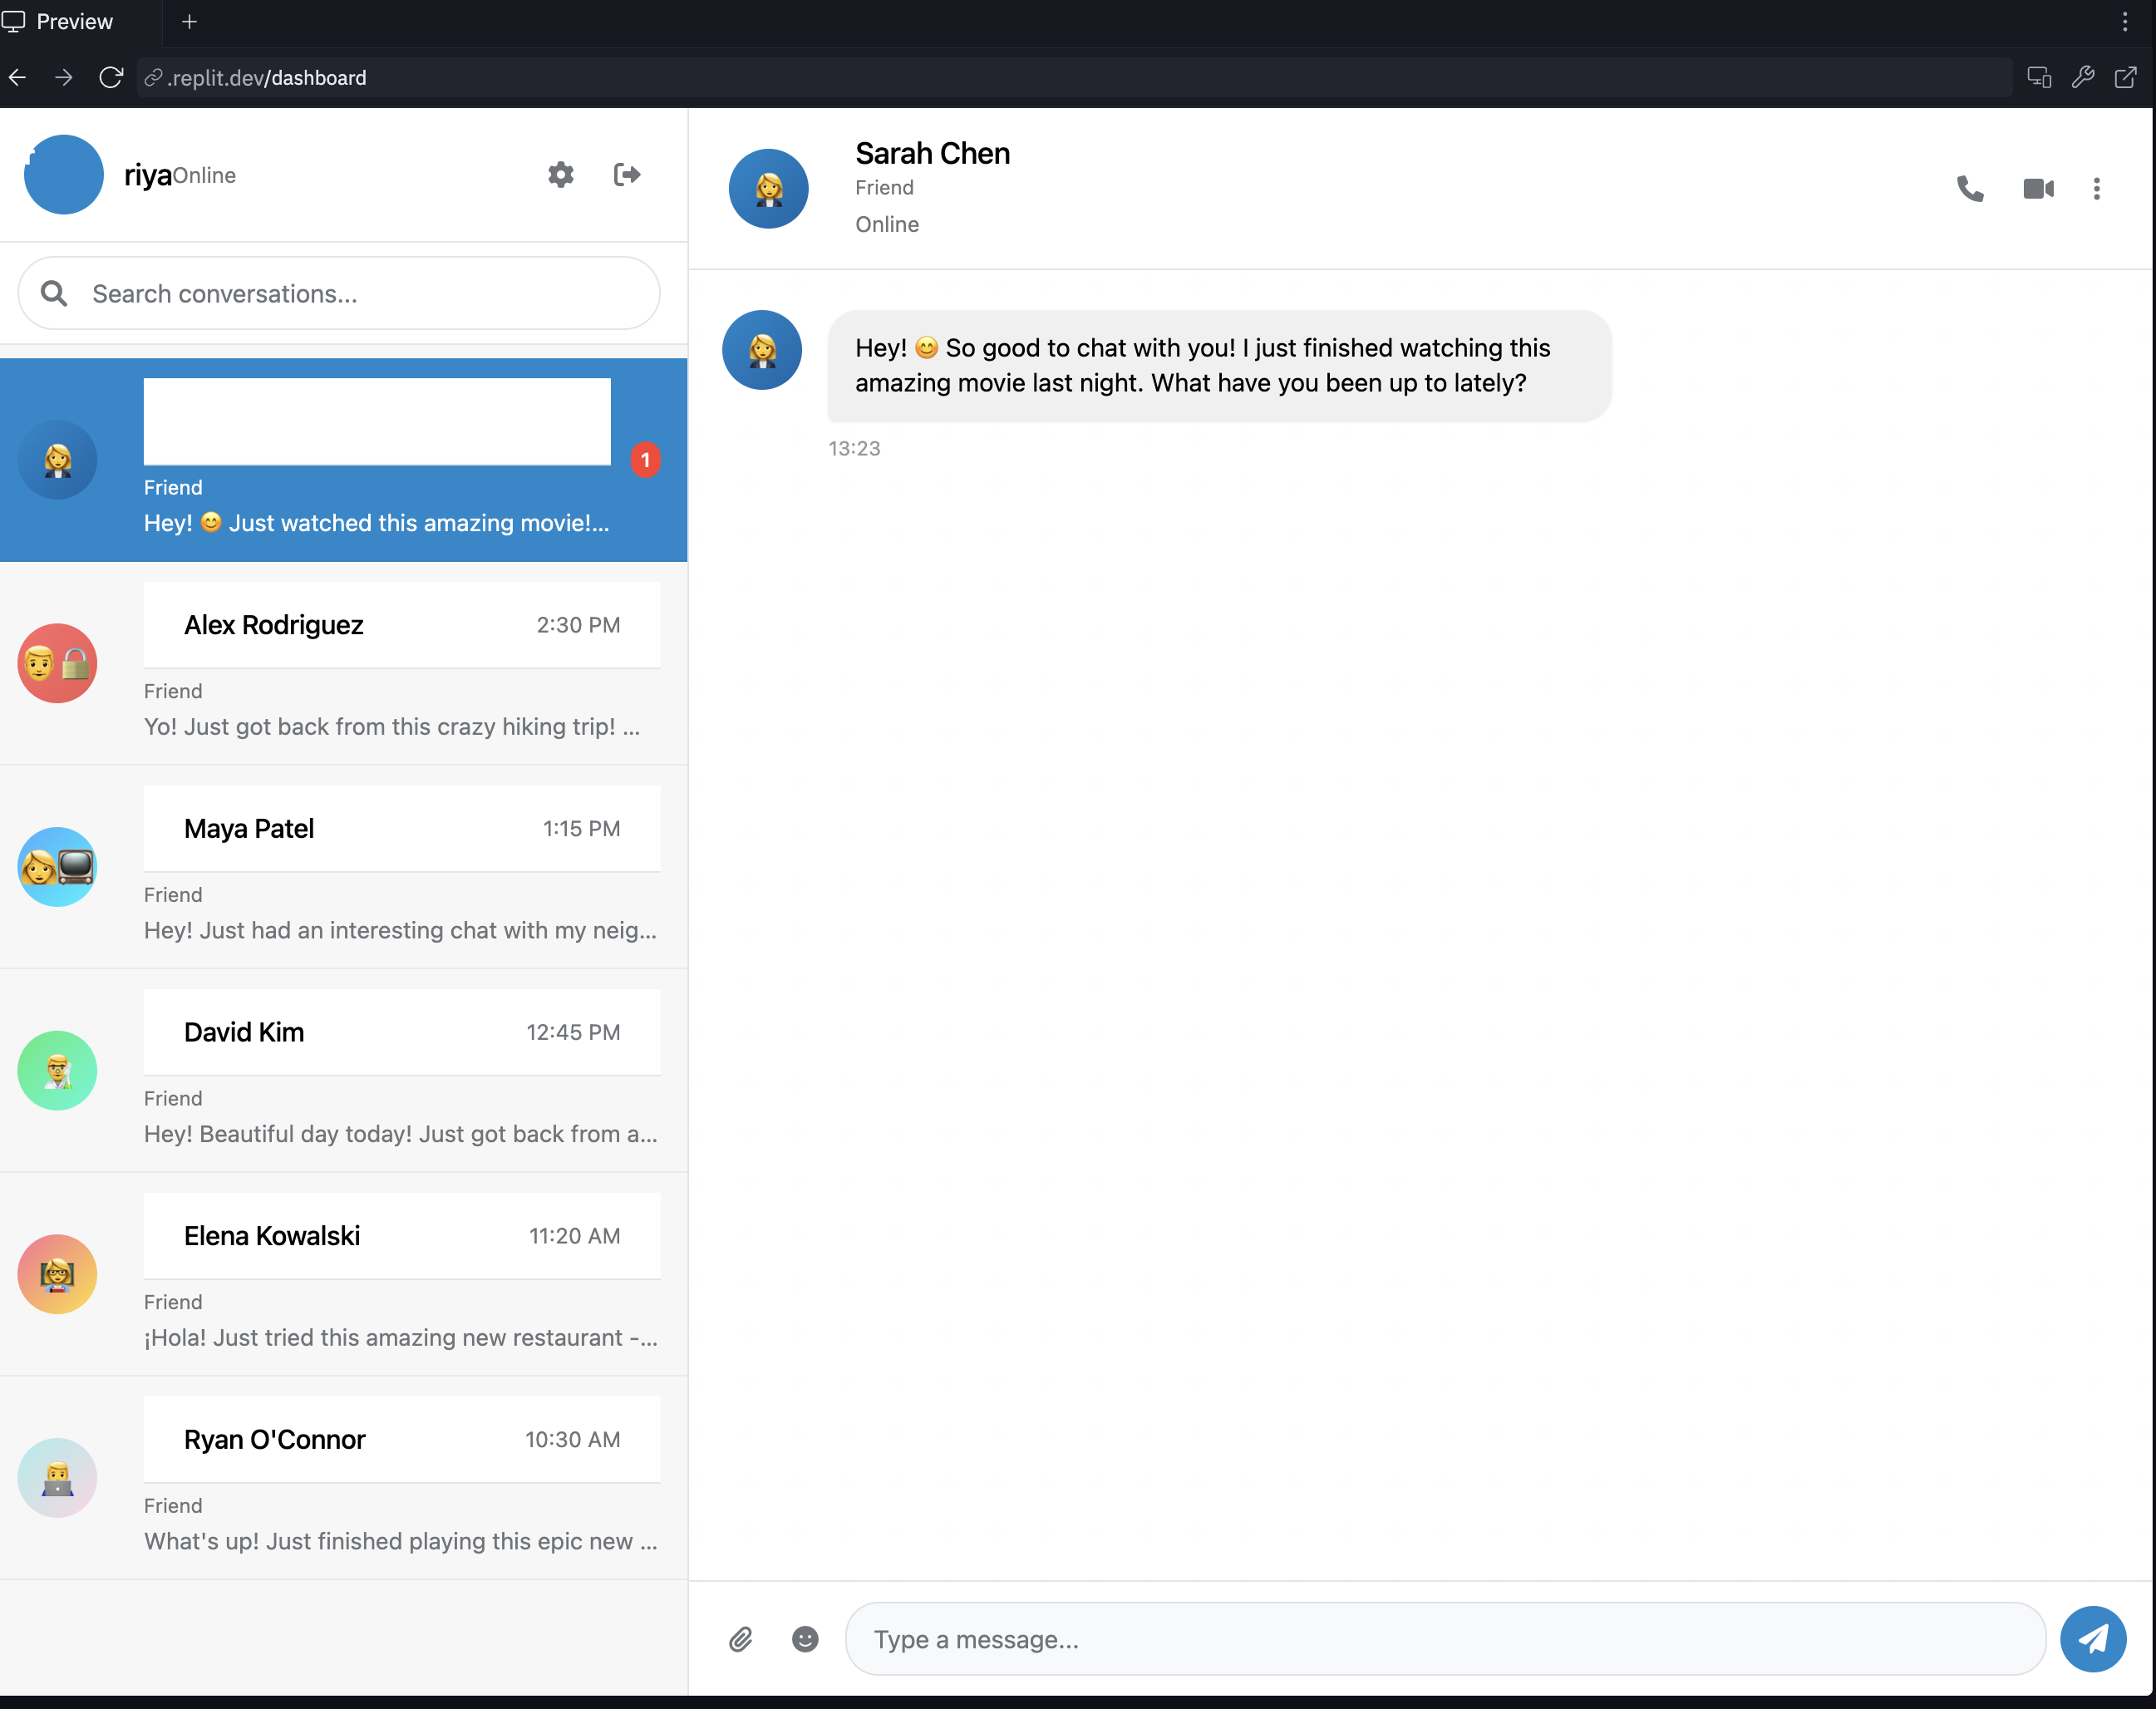 Preview
.replit.dev/dashboard
riya Online
Search conversations...
1
Friend
Hey! 😊 Just watched this amazing movie!...
Alex Rodriguez 2:30 PM
Friend
Yo! Just got back from this crazy hiking trip! ...
Maya Patel 1:15 PM
Friend
Hey! Just had an interesting chat with my neig...
David Kim 12:45 PM
Friend
Hey! Beautiful day today! Just got back from a...
Elena Kowalski 11:20 AM
Friend
¡Hola! Just tried this amazing new restaurant -...
Ryan O'Connor 10:30 AM
Friend
What's up! Just finished playing this epic new ...
Sarah Chen
Friend
Online
Hey! 😊 So good to chat with you! I just finished watching this
amazing movie last night. What have you been up to lately?
13:23
Type a message...